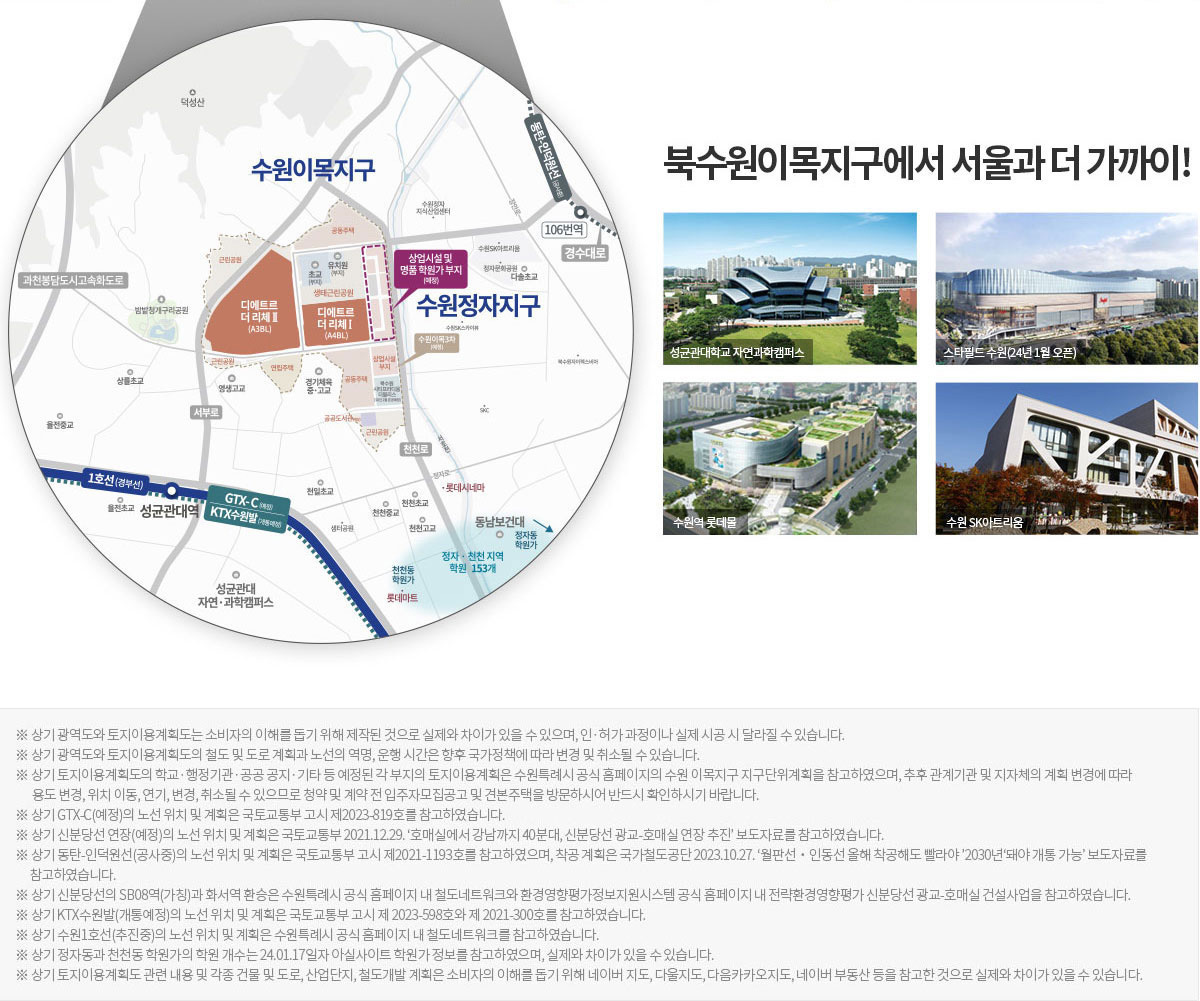 덕성산
수원이목지구
동탄-인덕원선(공사중)
106번역
경수대로
과천봉담도시고속화도로
수원정자
지식산업센터
수원SK아트리움
정자문화공원
다솔초교
공동주택
근린공원
초교
(부지)
유치원
(부지)
생태근린공원
상업시설 및
명품 학원가 부지
(예정)
디에트르
더 리체 II
(A3BL)
디에트르
더 리체 I
(A4BL)
수원정자지구
수원SK스카이뷰
밤밭청개구리공원
수원이목3차
(예정)
근린공원
연립주택
상업시설
부지
공동주택
상률초교
영생고교
경기체육
중·고교
서부로
율전중교
공공도서관
근린공원
SKC
천천로
정자로
롯데시네마
1호선(경부선)
율전초교
성균관대역
GTX-C(예정)
KTX수원발(개통예정)
천일초교
천천초교
천천중교
천천고교
샘터공원
동남보건대
정자동
학원가
정자·천천 지역
학원 153개
천천동
학원가
롯데마트
성균관대
자연·과학캠퍼스
북수원이목지구에서 서울과 더 가까이!
성균관대학교 자연과학캠퍼스
스타필드 수원(24년 1월 오픈)
수원역 롯데몰
수원 SK아트리움
※ 상기 광역도와 토지이용계획도는 소비자의 이해를 돕기 위해 제작된 것으로 실제와 차이가 있을 수 있으며, 인·허가 과정이나 실제 시공 시 달라질 수 있습니다.
※ 상기 광역도와 토지이용계획도의 철도 및 도로 계획과 노선의 역명, 운행 시간은 향후 국가정책에 따라 변경 및 취소될 수 있습니다.
※ 상기 토지이용계획도의 학교·행정기관·공공 공지·기타 등 예정된 각 부지의 토지이용계획은 수원특례시 공식 홈페이지의 수원 이목지구 지구단위계획을 참고하였으며, 추후 관계기관 및 지자체의 계획 변경에 따라
용도 변경, 위치 이동, 연기, 변경, 취소될 수 있으므로 청약 및 계약 전 입주자모집공고 및 견본주택을 방문하시어 반드시 확인하시기 바랍니다.
※ 상기 GTX-C(예정)의 노선 위치 및 계획은 국토교통부 고시 제2023-819호를 참고하였습니다.
※ 상기 신분당선 연장(예정)의 노선 위치 및 계획은 국토교통부 2021.12.29. ‘호매실에서 강남까지 40분대, 신분당선 광교-호매실 연장 추진’ 보도자료를 참고하였습니다.
※ 상기 동탄-인덕원선(공사중)의 노선 위치 및 계획은 국토교통부 고시 제2021-1193호를 참고하였으며, 착공 계획은 국가철도공단 2023.10.27. ‘월판선·인동선 올해 착공해도 빨라야 ’2030년‘돼야 개통 가능’ 보도자료를
참고하였습니다.
※ 상기 신분당선의 SB08역(가칭)과 화서역 환승은 수원특례시 공식 홈페이지 내 철도네트워크와 환경영향평가정보지원시스템 공식 홈페이지 내 전략환경영향평가 신분당선 광교-호매실 건설사업을 참고하였습니다.
※ 상기 KTX수원발(개통예정)의 노선 위치 및 계획은 국토교통부 고시 제 2023-598호와 제 2021-300호를 참고하였습니다.
※ 상기 수원1호선(추진중)의 노선 위치 및 계획은 수원특례시 공식 홈페이지 내 철도네트워크를 참고하였습니다.
※ 상기 정자동과 천천동 학원가의 학원 개수는 24.01.17일자 아실사이트 학원가 정보를 참고하였으며, 실제와 차이가 있을 수 있습니다.
※ 상기 토지이용계획도 관련 내용 및 각종 건물 및 도로, 산업단지, 철도개발 계획은 소비자의 이해를 돕기 위해 네이버 지도, 다울지도, 다음카카오지도, 네이버 부동산 등을 참고한 것으로 실제와 차이가 있을 수 있습니다.